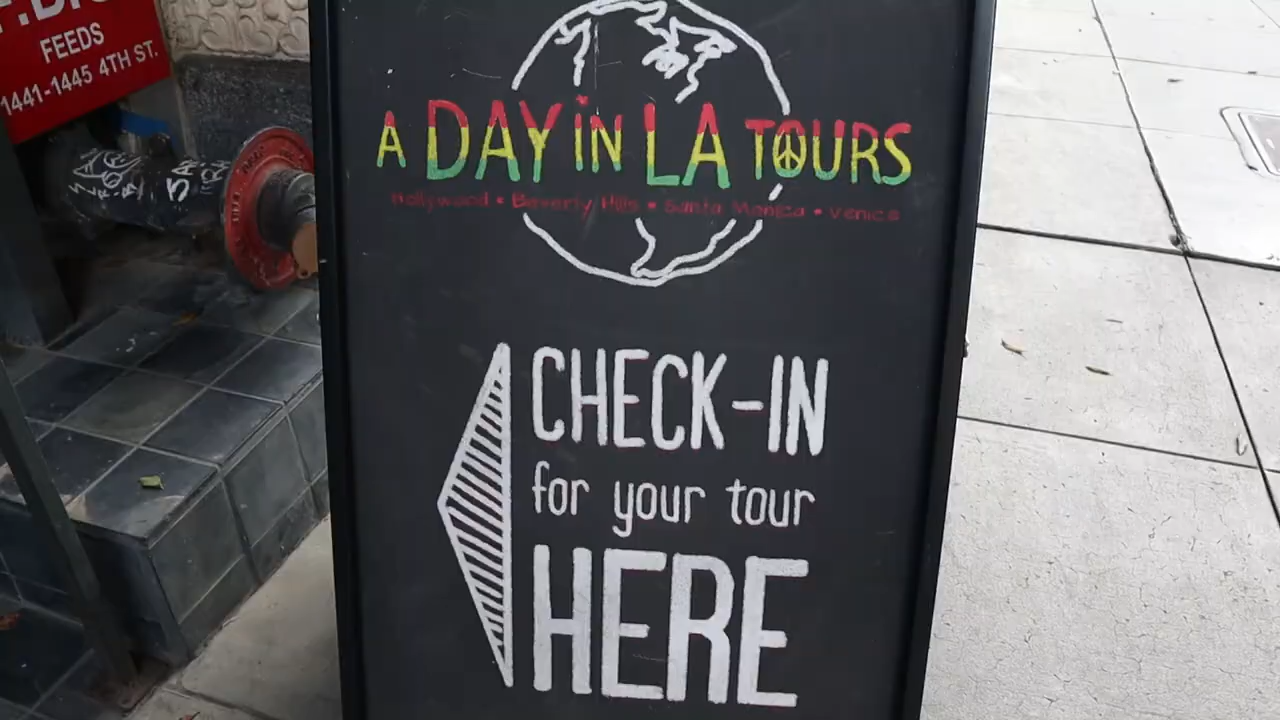 FEEDS
1441-1445 4TH ST.
A DAY iN LA TOURS
Hollywood • Beverly Hills • Santa Monica • Venice
CHECK-IN
for your tour
HERE